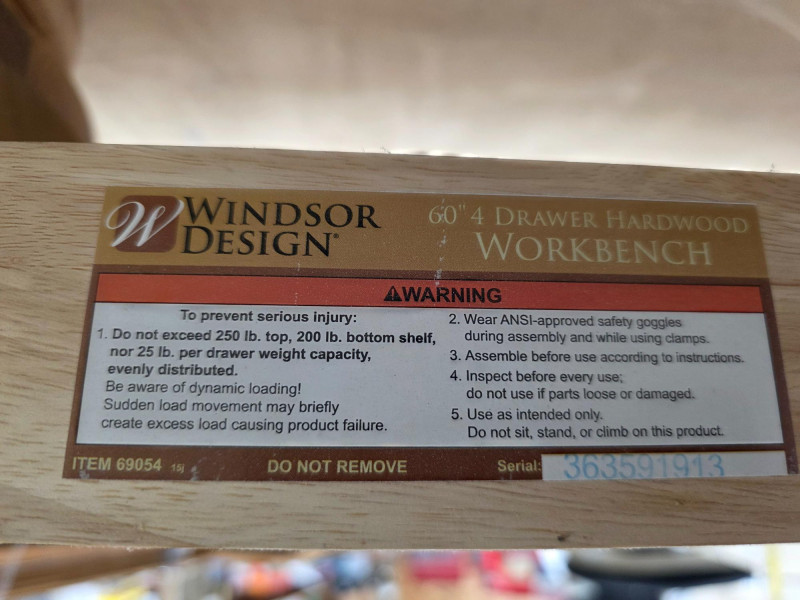 W WINDSOR
DESIGN®
60" 4 DRAWER HARDWOOD
WORKBENCH
⚠WARNING
To prevent serious injury:
1. Do not exceed 250 lb. top, 200 lb. bottom shelf,
nor 25 lb. per drawer weight capacity,
evenly distributed.
Be aware of dynamic loading!
Sudden load movement may briefly
create excess load causing product failure.
2. Wear ANSI-approved safety goggles
during assembly and while using clamps.
3. Assemble before use according to instructions.
4. Inspect before every use;
do not use if parts loose or damaged.
5. Use as intended only.
Do not sit, stand, or climb on this product.
ITEM 69054 15j
DO NOT REMOVE
Serial: 363591913